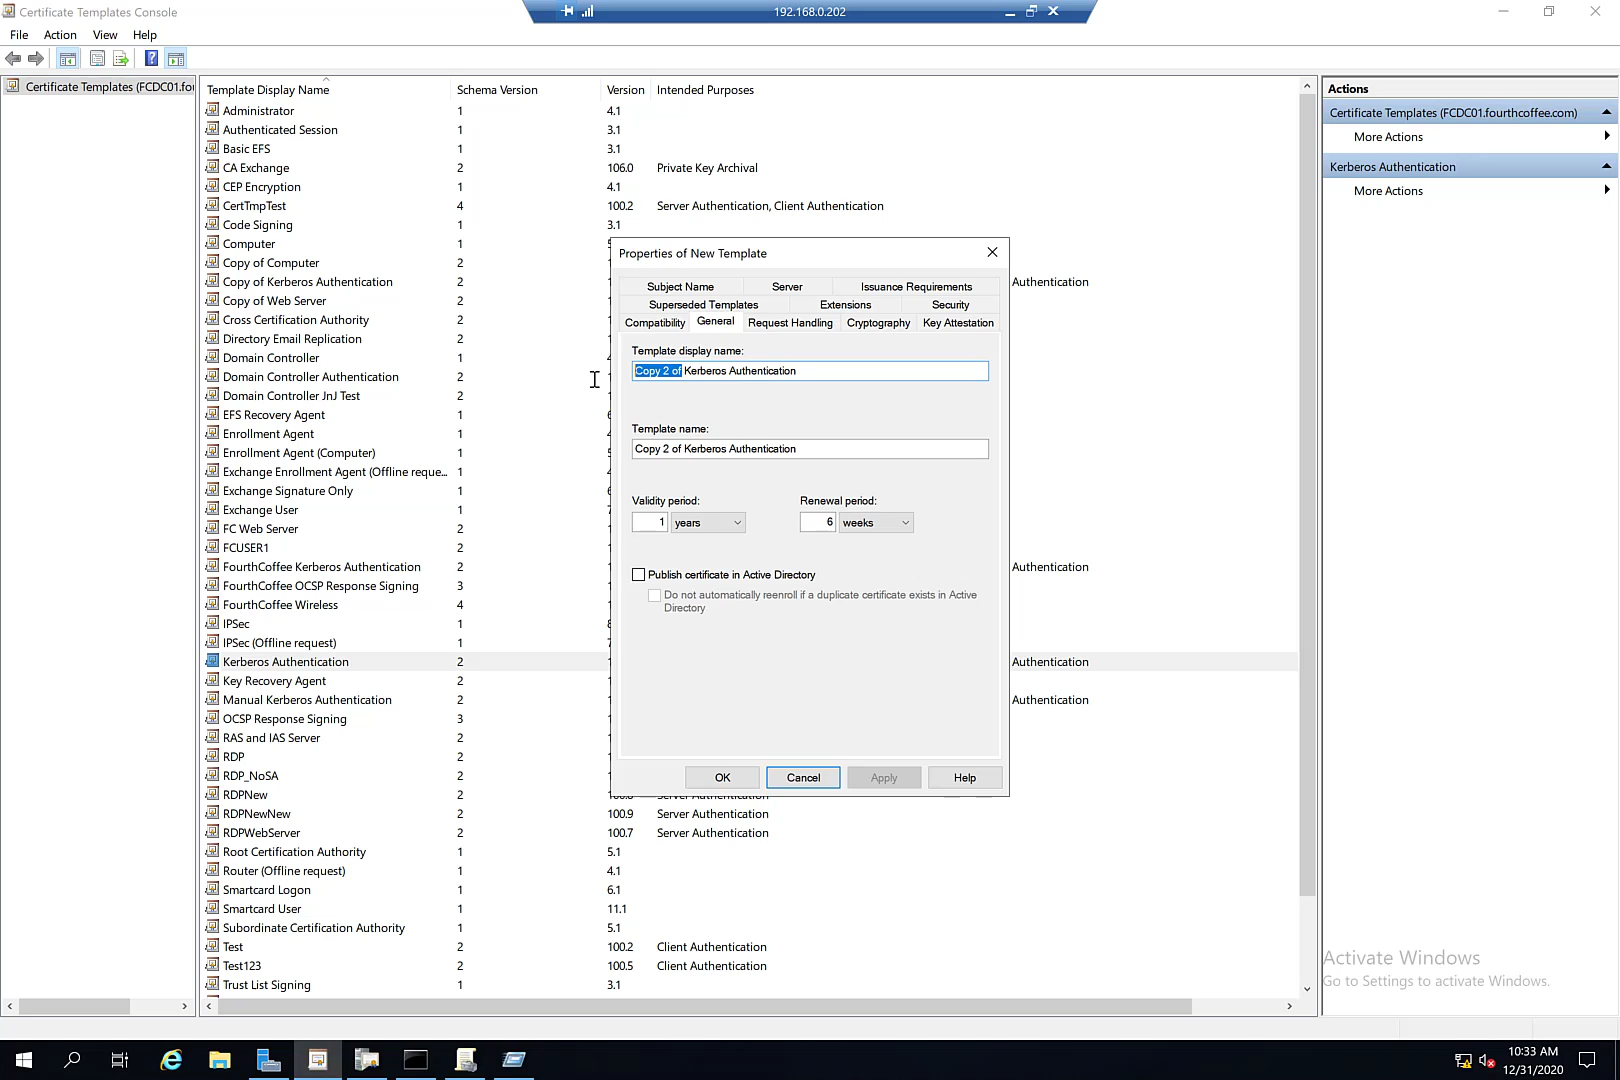 Certificate Templates Console
192.168.0.202
File Action View Help
Certificate Templates (FCDC01.fou
Template Display Name Schema Version Version Intended Purposes
Administrator 1 4.1
Authenticated Session 1 3.1
Basic EFS 1 3.1
CA Exchange 2 106.0 Private Key Archival
CEP Encryption 1 4.1
CertTmpTest 4 100.2 Server Authentication, Client Authentication
Code Signing 1 3.1
Computer 1
Copy of Computer 2
Copy of Kerberos Authentication 2 Authentication
Copy of Web Server 2
Cross Certification Authority 2
Directory Email Replication 2
Domain Controller 1
Domain Controller Authentication 2
Domain Controller JnJ Test 2
EFS Recovery Agent 1
Enrollment Agent 1
Enrollment Agent (Computer) 1
Exchange Enrollment Agent (Offline reque... 1
Exchange Signature Only 1
Exchange User 1
FC Web Server 2
FCUSER1 2
FourthCoffee Kerberos Authentication 2 Authentication
FourthCoffee OCSP Response Signing 3
FourthCoffee Wireless 4
IPSec 1
IPSec (Offline request) 1
Kerberos Authentication 2 Authentication
Key Recovery Agent 2
Manual Kerberos Authentication 2 Authentication
OCSP Response Signing 3
RAS and IAS Server 2
RDP 2
RDP_NoSA 2
RDPNew 2 Server Authentication
RDPNewNew 2 100.9 Server Authentication
RDPWebServer 2 100.7 Server Authentication
Root Certification Authority 1 5.1
Router (Offline request) 1 4.1
Smartcard Logon 1 6.1
Smartcard User 1 11.1
Subordinate Certification Authority 1 5.1
Test 2 100.2 Client Authentication
Test123 2 100.5 Client Authentication
Trust List Signing 1 3.1
Properties of New Template
Subject Name Server Issuance Requirements
Superseded Templates Extensions Security
Compatibility General Request Handling Cryptography Key Attestation
Template display name:
Copy 2 of Kerberos Authentication
Template name:
Copy 2 of Kerberos Authentication
Validity period: Renewal period:
1 years 6 weeks
Publish certificate in Active Directory
Do not automatically reenroll if a duplicate certificate exists in Active
Directory
OK Cancel Apply Help
Actions
Certificate Templates (FCDC01.fourthcoffee.com)
More Actions
Kerberos Authentication
More Actions
Activate Windows
Go to Settings to activate Windows.
10:33 AM
12/31/2020